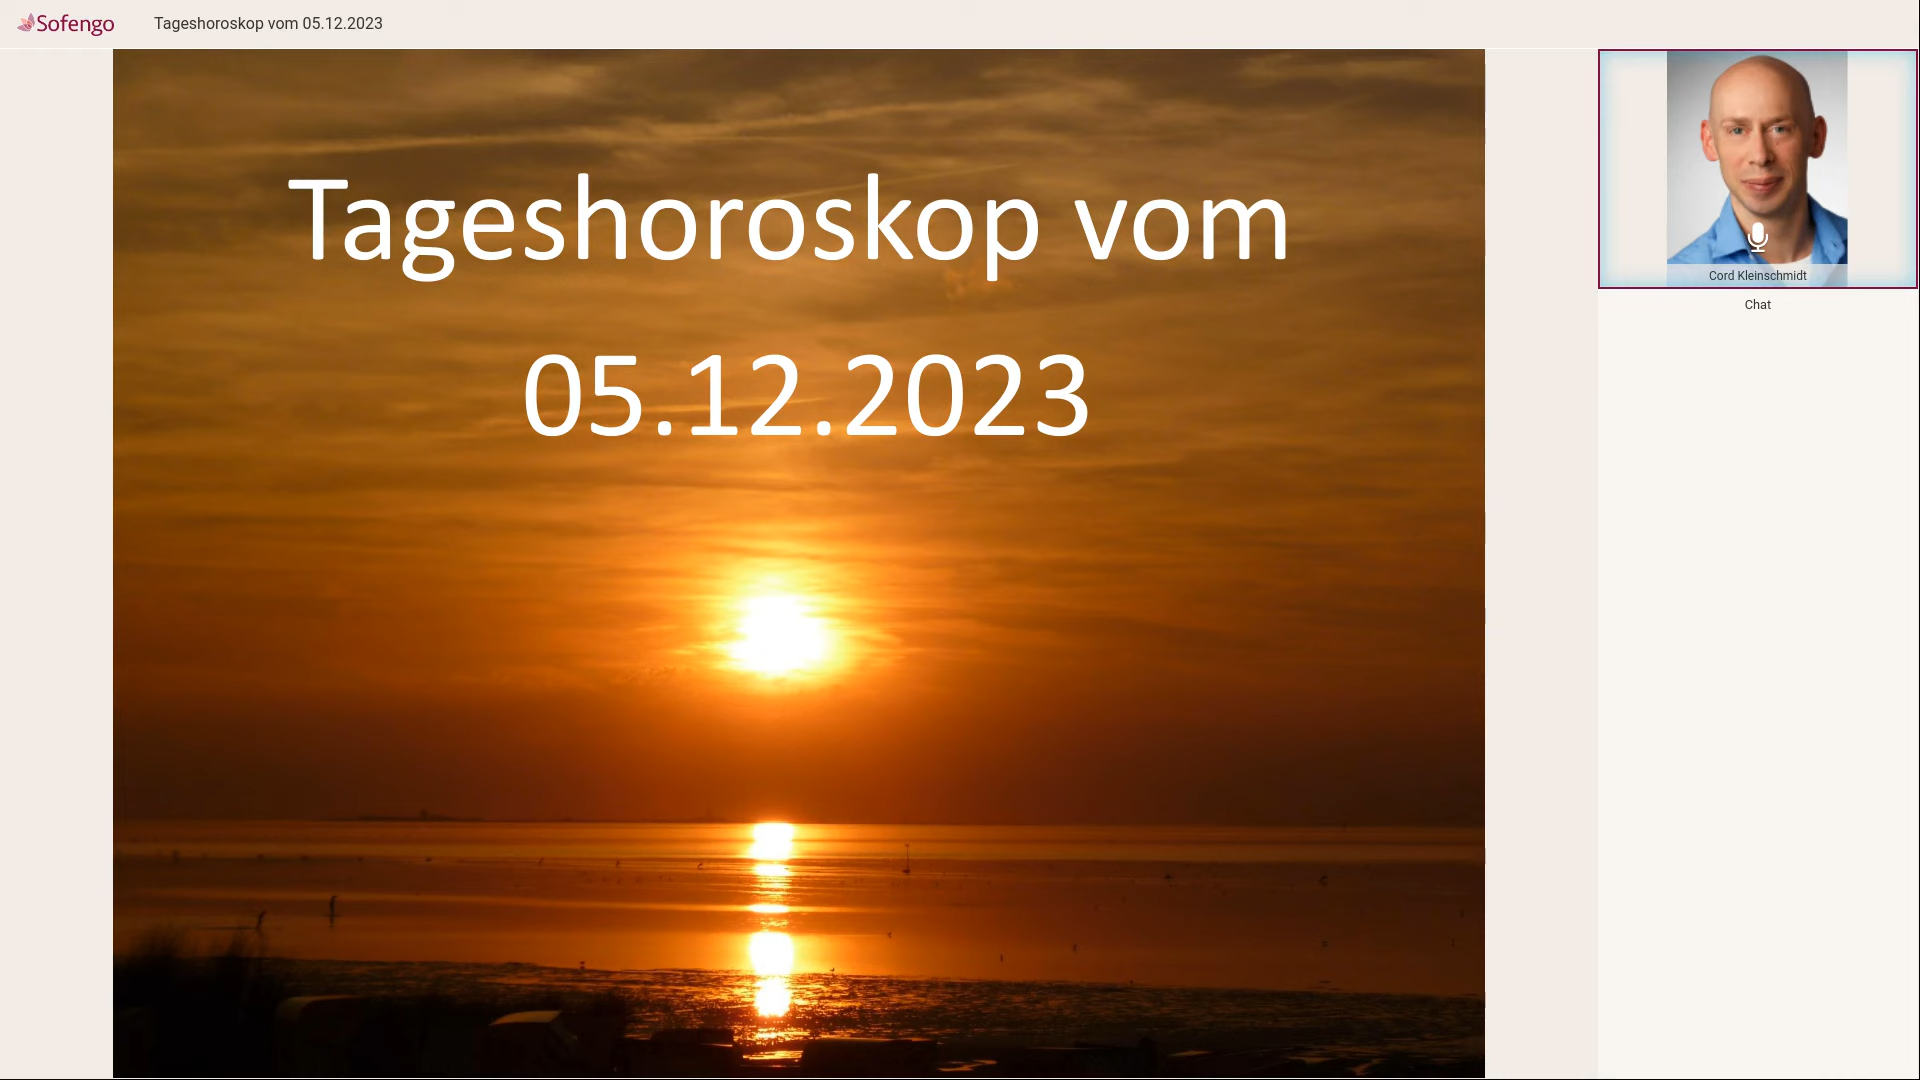 Sofengo
Tageshoroskop vom 05.12.2023
Tageshoroskop vom
05.12.2023
Cord Kleinschmidt
Chat